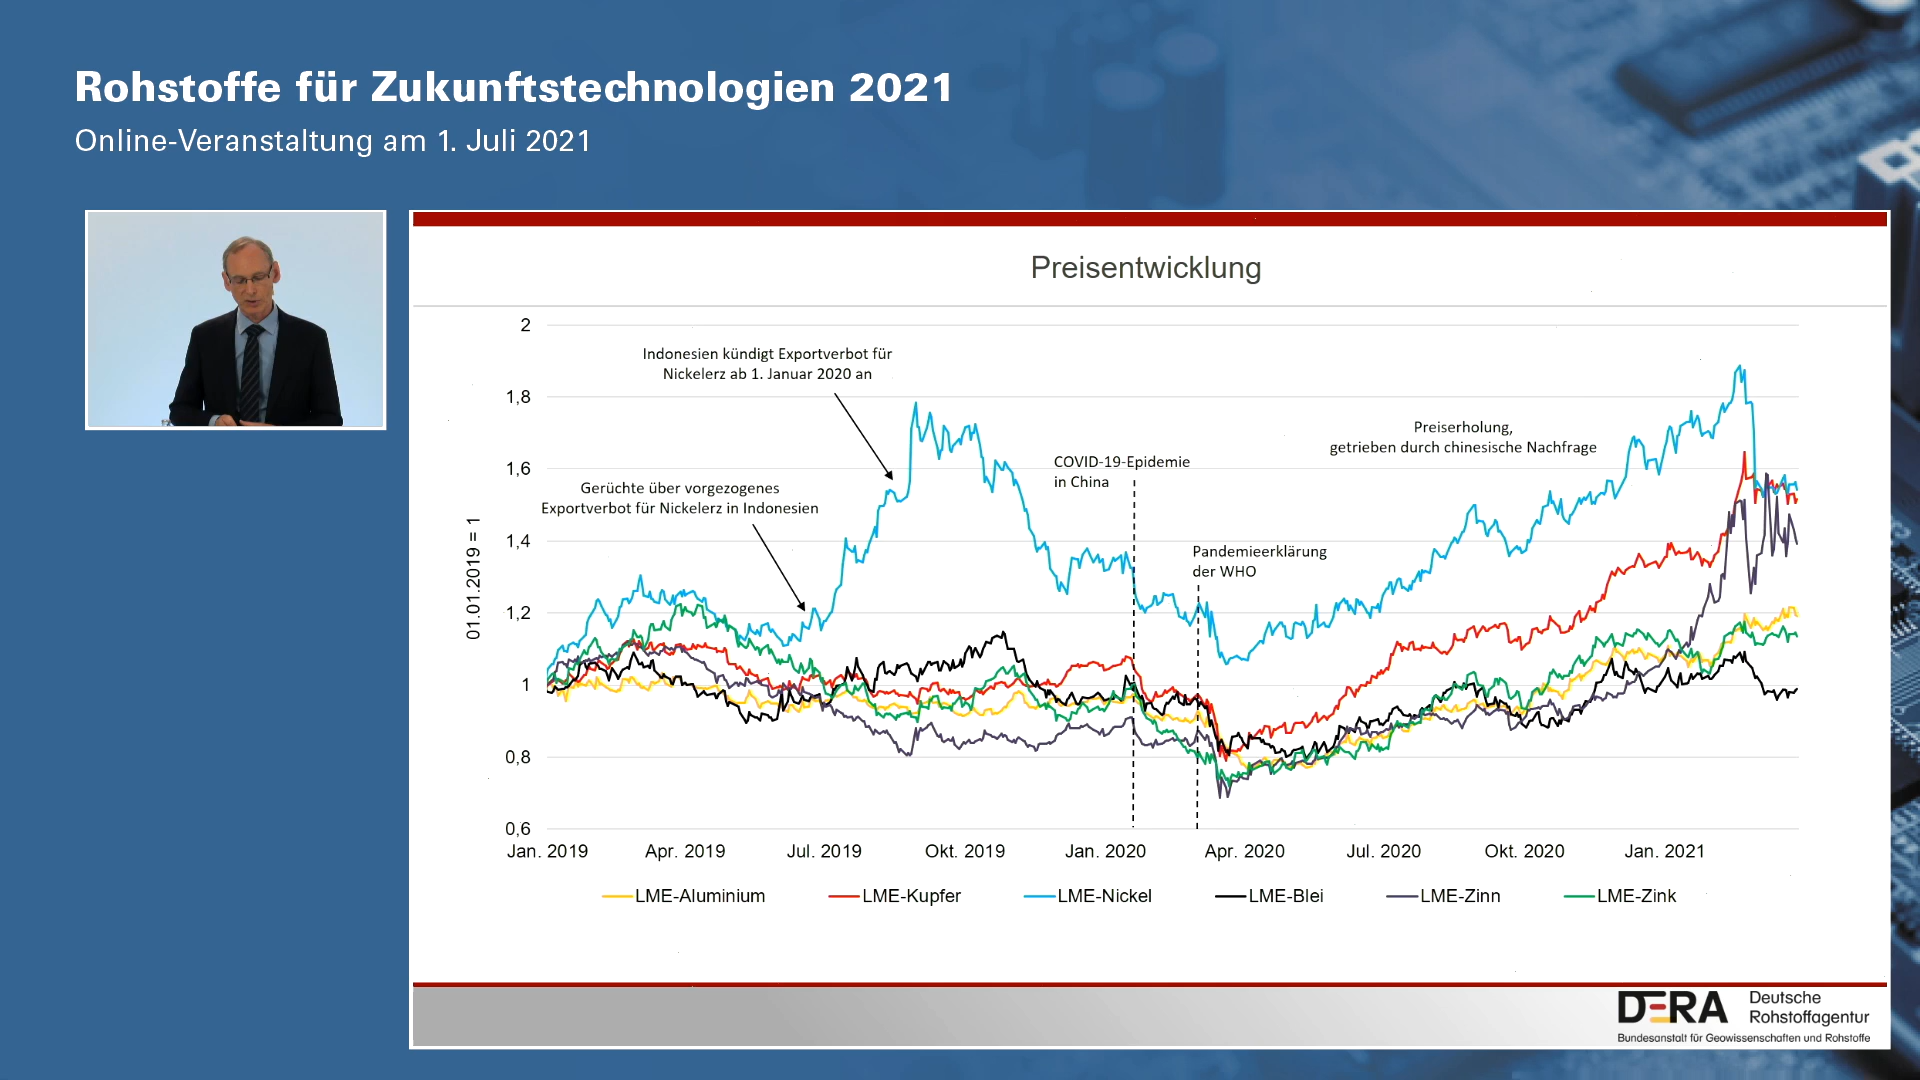 Rohstoffe für Zukunftstechnologien 2021
Online-Veranstaltung am 1. Juli 2021
Preisentwicklung
2
1,8
1,6
1,4
1,2
1
0,8
0,6
01.01.2019 = 1
Indonesien kündigt Exportverbot für
Nickelerz ab 1. Januar 2020 an
Gerüchte über vorgezogenes
Exportverbot für Nickelerz in Indonesien
COVID-19-Epidemie
in China
Pandemieerklärung
der WHO
Preiserholung,
getrieben durch chinesische Nachfrage
Jan. 2019 Apr. 2019 Jul. 2019 Okt. 2019 Jan. 2020 Apr. 2020 Jul. 2020 Okt. 2020 Jan. 2021
LME-Aluminium LME-Kupfer LME-Nickel LME-Blei LME-Zinn LME-Zink
DERA Deutsche
Rohstoffagentur
Bundesanstalt für Geowissenschaften und Rohstoffe